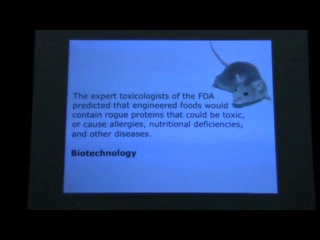 The expert toxicologists of the FDA
predicted that engineered foods would
contain rogue proteins that could be toxic,
or cause allergies, nutritional deficiencies,
and other diseases.
Biotechnology